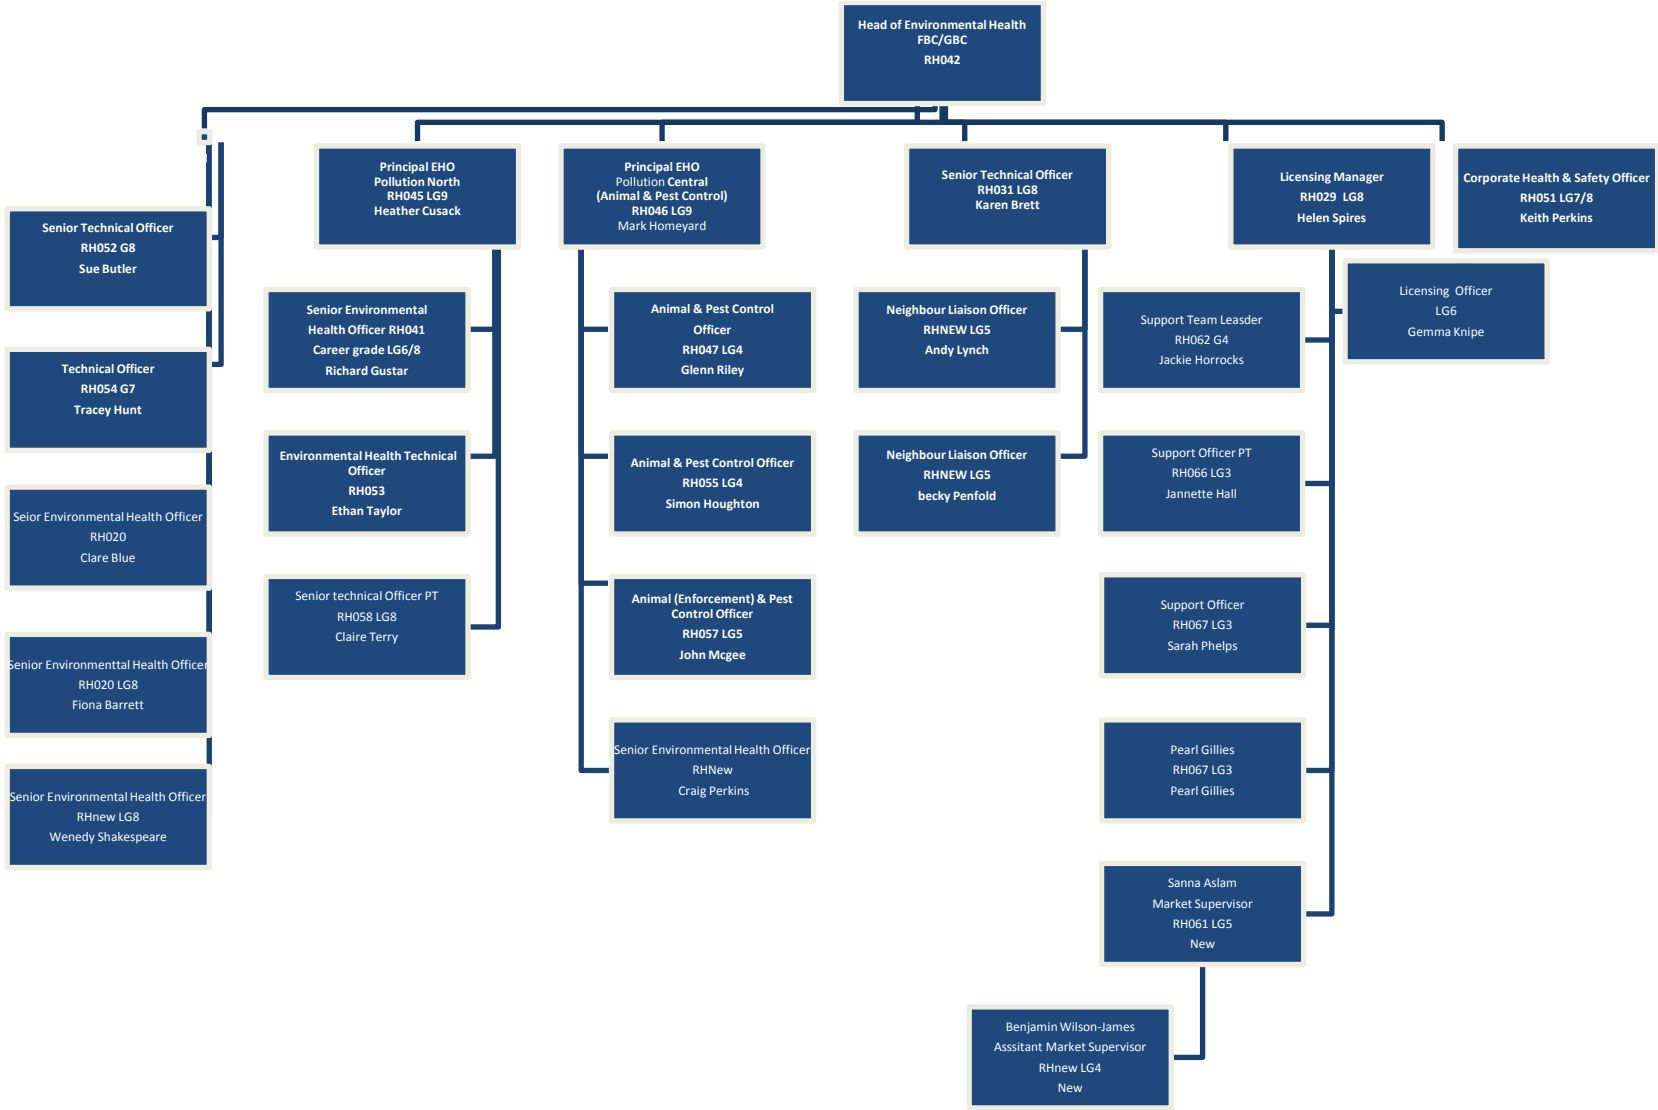 Head of Environmental Health
FBC/GBC
RH042
Principal EHO
Pollution North
RH045 LG9
Heather Cusack
Principal EHO
Pollution Central
(Animal & Pest Control)
RH046 LG9
Mark Homeyard
Senior Technical Officer
RH031 LG8
Karen Brett
Licensing Manager
RH029 LG8
Helen Spires
Corporate Health & Safety Officer
RH051 LG7/8
Keith Perkins
Senior Technical Officer
RH052 G8
Sue Butler
Technical Officer
RH054 G7
Tracey Hunt
Seior Environmental Health Officer
RH020
Clare Blue
Senior Environmenttal Health Officer
RH020 LG8
Fiona Barrett
Senior Environmental Health Officer
RHnew LG8
Wenedy Shakespeare
Senior Environmental
Health Officer RH041
Career grade LG6/8
Richard Gustar
Environmental Health Technical
Officer
RH053
Ethan Taylor
Senior technical Officer PT
RH058 LG8
Claire Terry
Animal & Pest Control
Officer
RH047 LG4
Glenn Riley
Animal & Pest Control Officer
RH055 LG4
Simon Houghton
Animal (Enforcement) & Pest
Control Officer
RH057 LG5
John Mcgee
Senior Environmental Health Officer
RHNew
Craig Perkins
Neighbour Liaison Officer
RHNEW LG5
Andy Lynch
Neighbour Liaison Officer
RHNEW LG5
becky Penfold
Licensing Officer
LG6
Gemma Knipe
Support Team Leasder
RH062 G4
Jackie Horrocks
Support Officer PT
RH066 LG3
Jannette Hall
Support Officer
RH067 LG3
Sarah Phelps
Pearl Gillies
RH067 LG3
Pearl Gillies
Sanna Aslam
Market Supervisor
RH061 LG5
New
Benjamin Wilson-James
Asssitant Market Supervisor
RHnew LG4
New